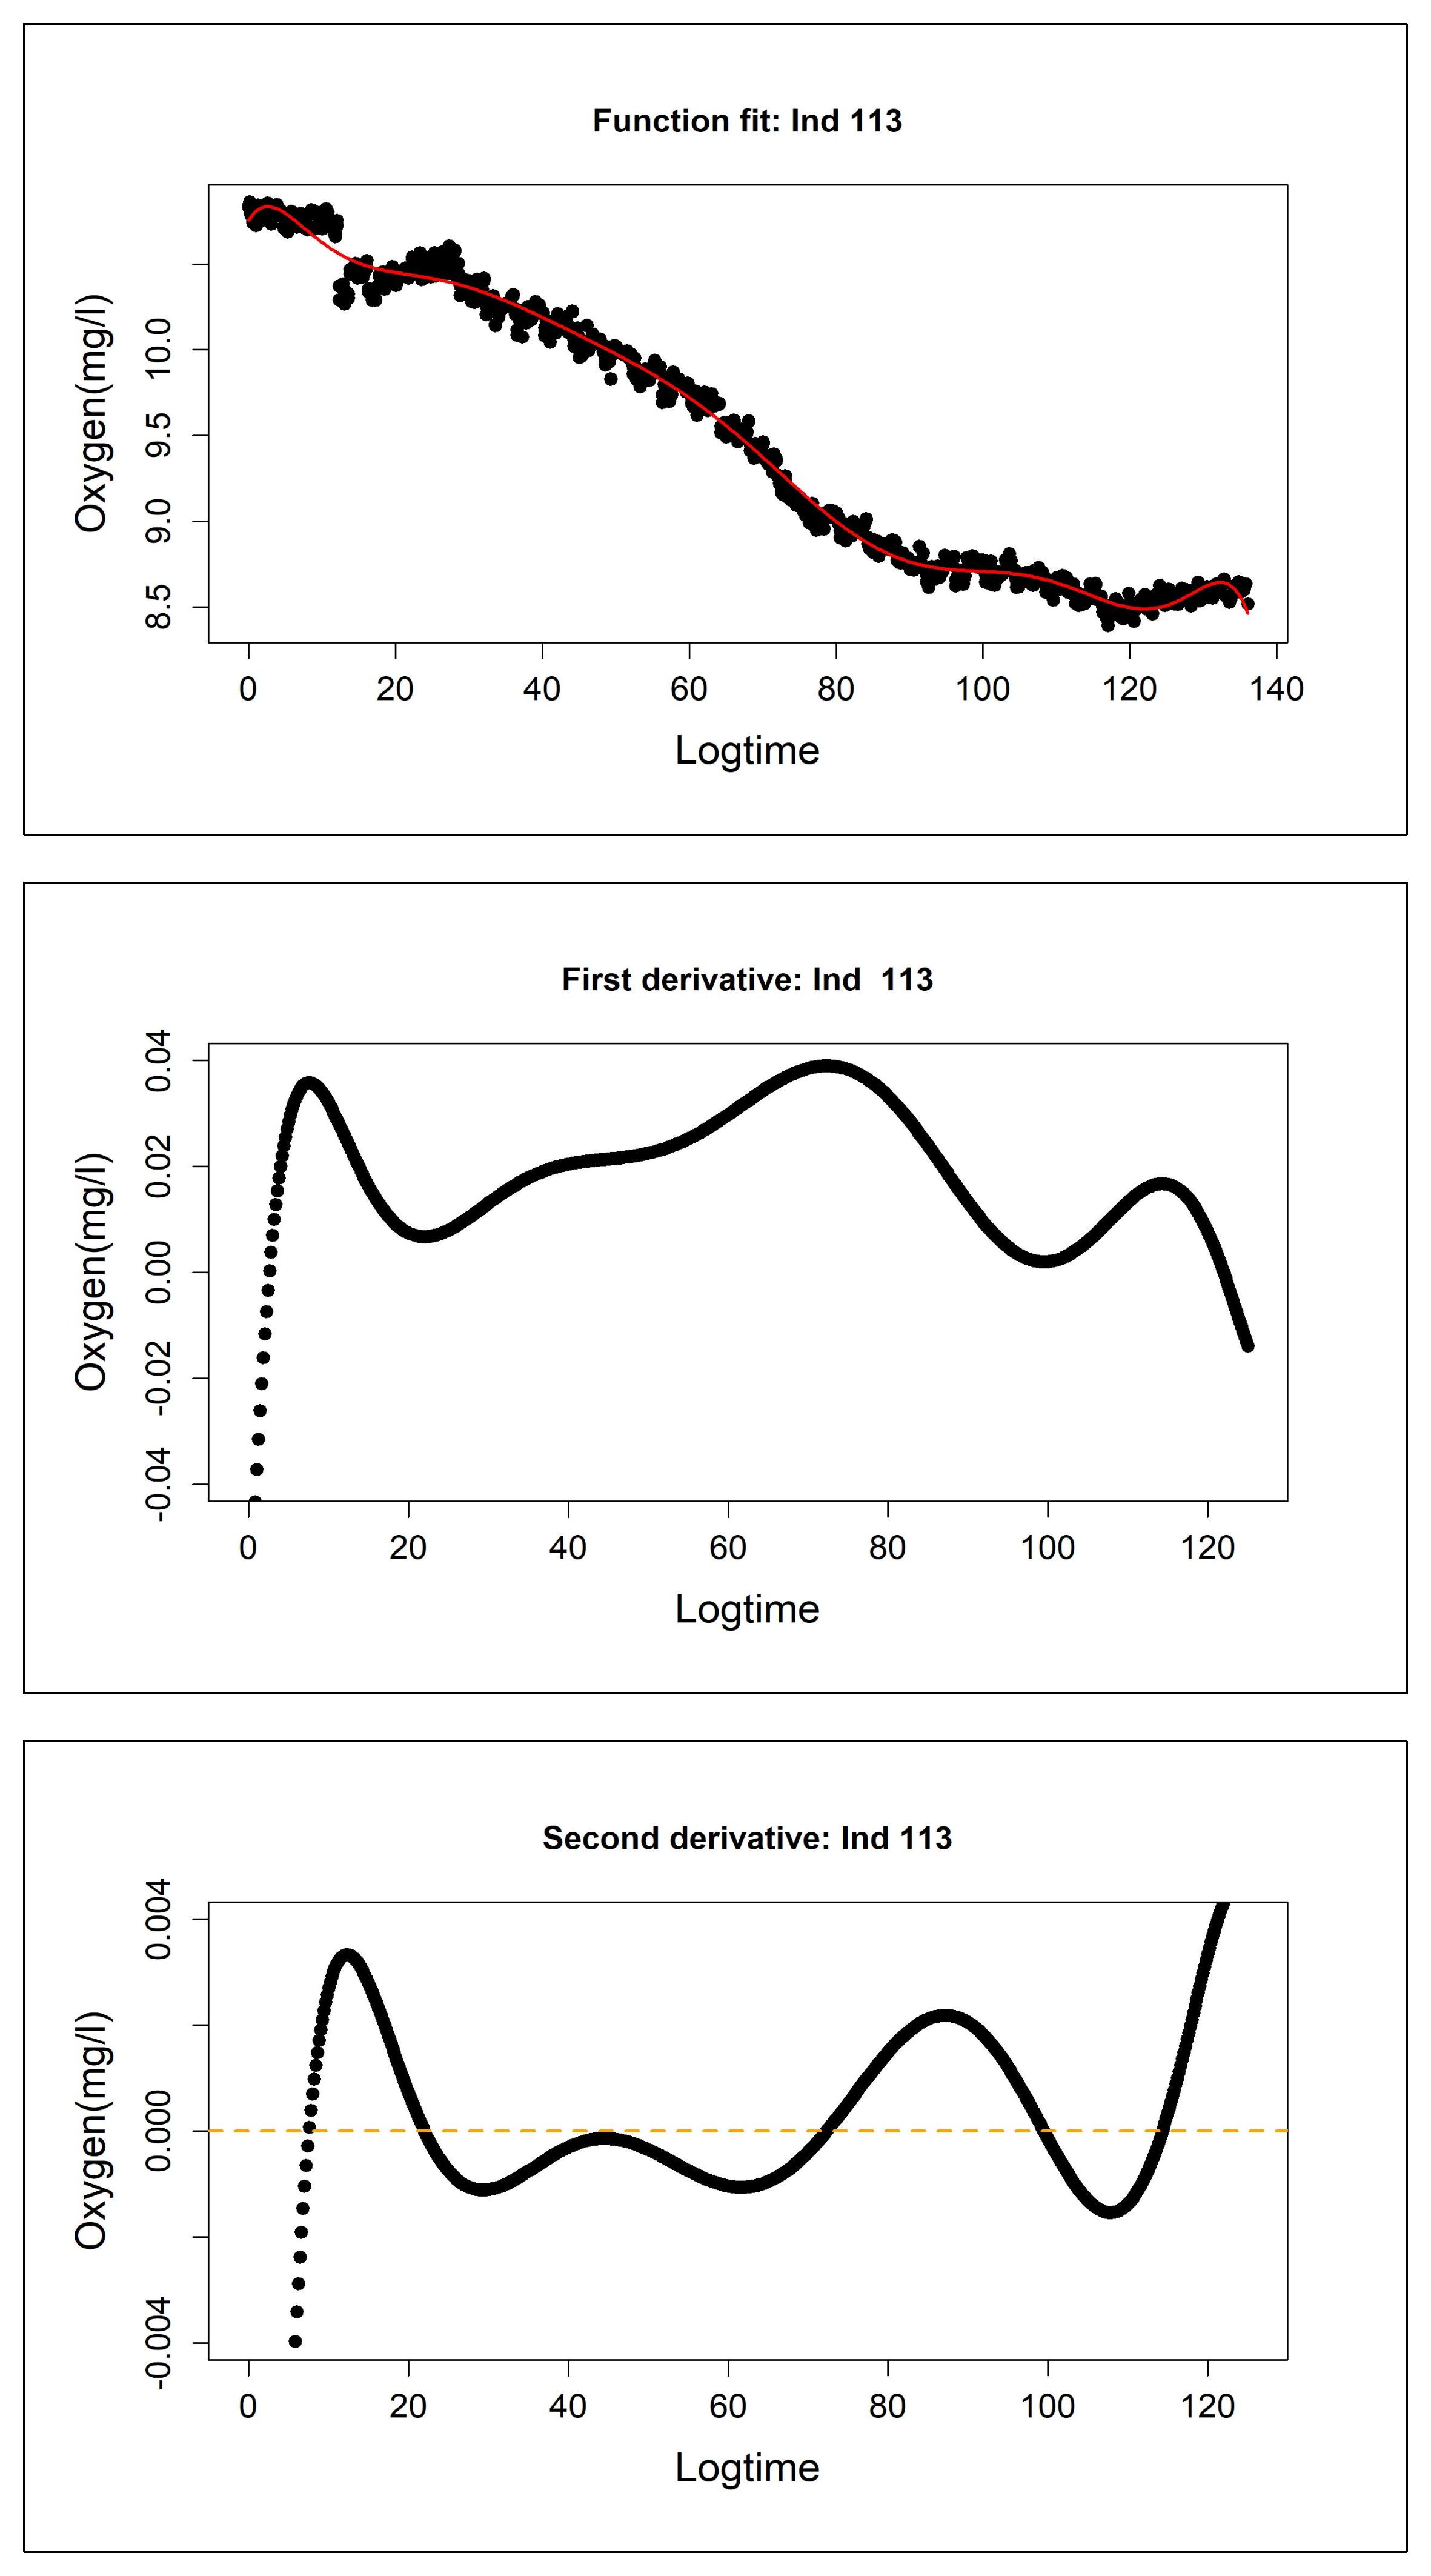 Function fit: Ind 113
Oxygen(mg/l)
10.0
9.5
9.0
8.5
0 20 40 60 80 100 120 140
Logtime
First derivative: Ind  113
Oxygen(mg/l)
0.04
0.02
0.00
-0.02
-0.04
0 20 40 60 80 100 120
Logtime
Second derivative: Ind 113
Oxygen(mg/l)
0.004
0.000
-0.004
0 20 40 60 80 100 120
Logtime